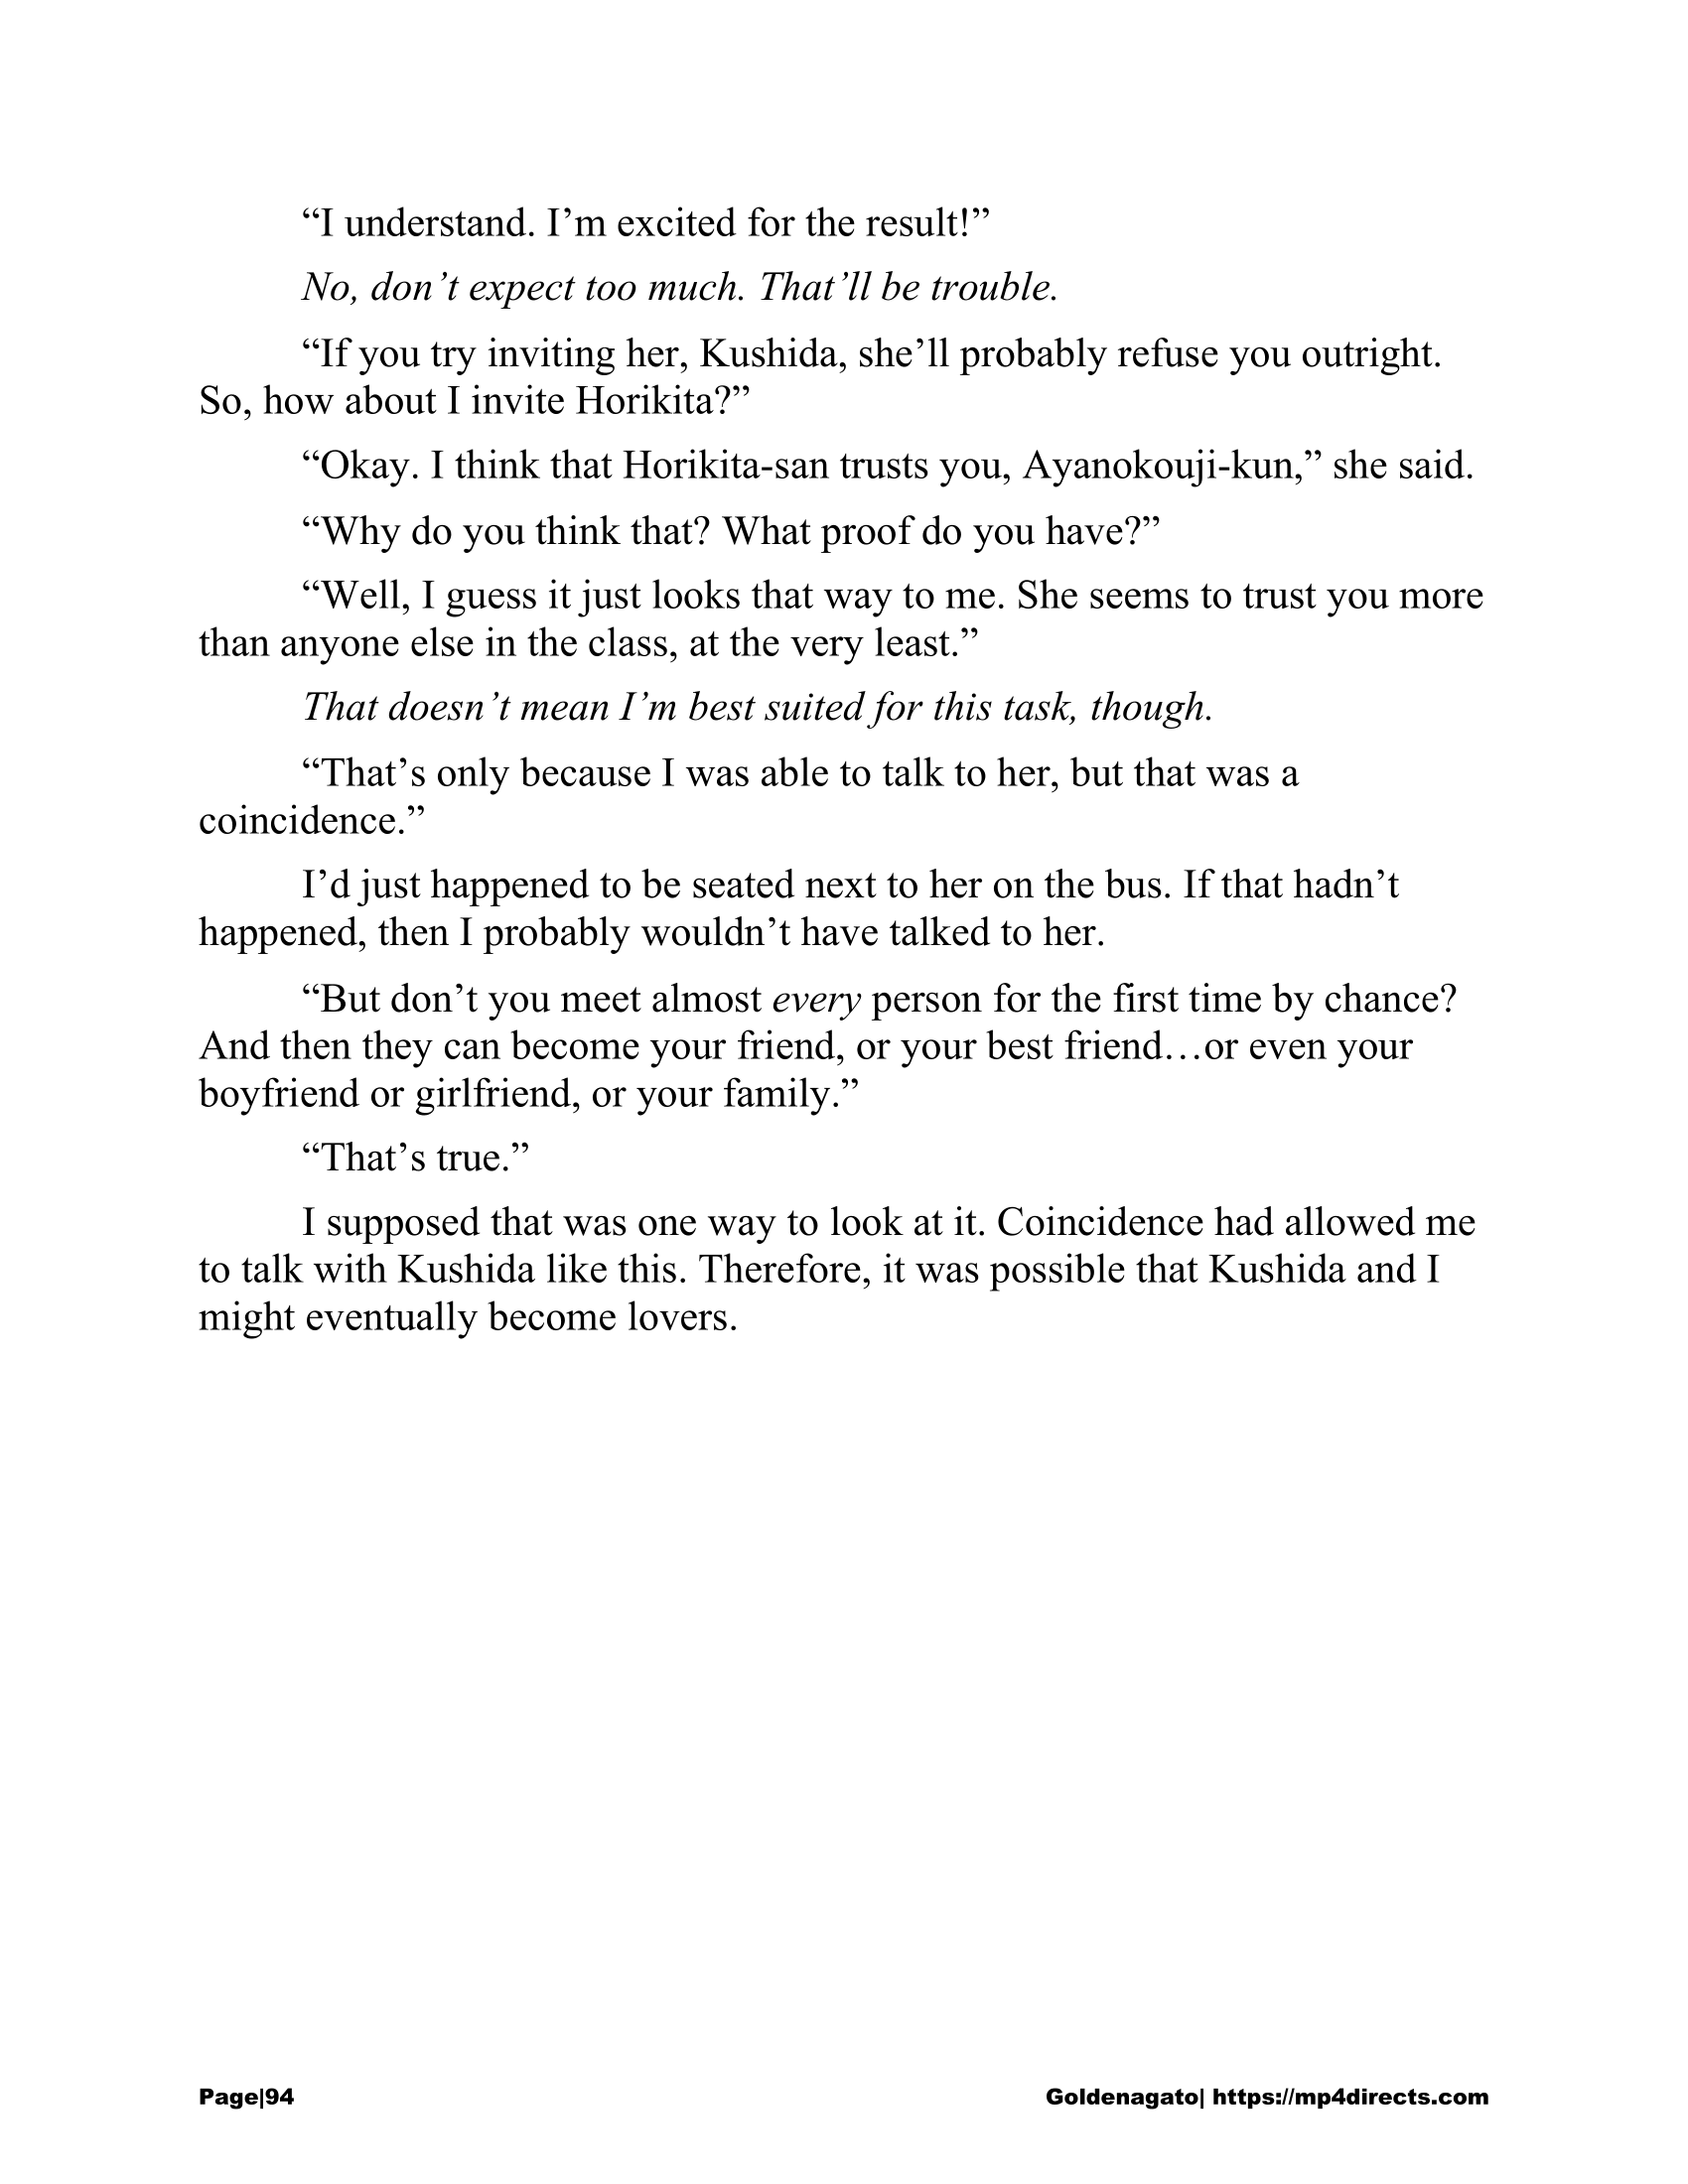 “I understand. I’m excited for the result!”
No, don’t expect too much. That’ll be trouble.
“If you try inviting her, Kushida, she’ll probably refuse you outright.
So, how about I invite Horikita?”
“Okay. I think that Horikita-san trusts you, Ayanokouji-kun,” she said.
“Why do you think that? What proof do you have?”
“Well, I guess it just looks that way to me. She seems to trust you more
than anyone else in the class, at the very least.”
That doesn’t mean I’m best suited for this task, though.
“That’s only because I was able to talk to her, but that was a
coincidence.”
I’d just happened to be seated next to her on the bus. If that hadn’t
happened, then I probably wouldn’t have talked to her.
“But don’t you meet almost every person for the first time by chance?
And then they can become your friend, or your best friend…or even your
boyfriend or girlfriend, or your family.”
“That’s true.”
I supposed that was one way to look at it. Coincidence had allowed me
to talk with Kushida like this. Therefore, it was possible that Kushida and I
might eventually become lovers.
Page|94 Goldenagato| https://mp4directs.com